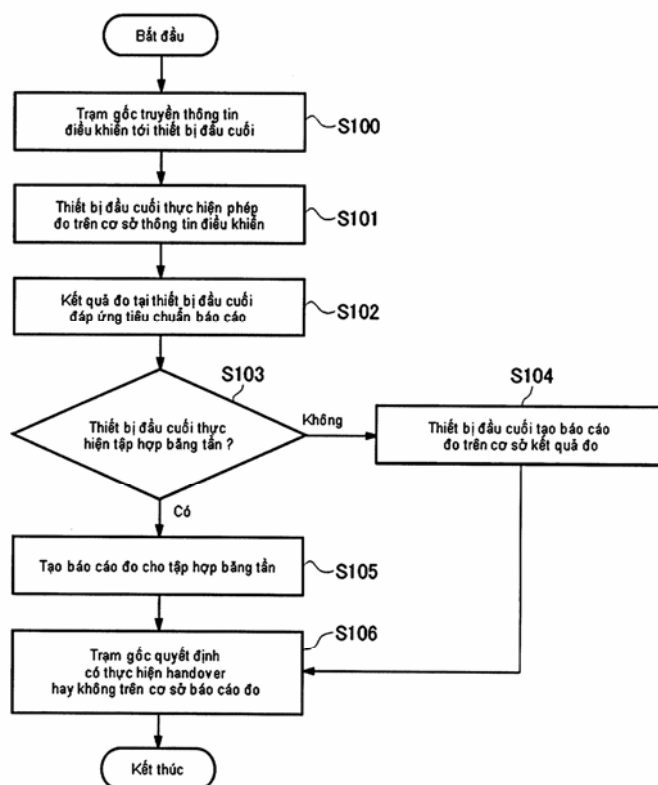 Bắt đầu
Trạm gốc truyền thông tin
điều khiển tới thiết bị đầu cuối
S100
Thiết bị đầu cuối thực hiện phép
đo trên cơ sở thông tin điều khiển
S101
Kết quả đo tại thiết bị đầu cuối
đáp ứng tiêu chuẩn báo cáo
S102
S103
Thiết bị đầu cuối thực
hiện tập hợp băng tần ?
Không
S104
Thiết bị đầu cuối tạo báo cáo
đo trên cơ sở kết quả đo
Có
Tạo báo cáo đo cho tập hợp băng tần
S105
S106
Trạm gốc quyết định
có thực hiện handover
hay không trên cơ sở báo cáo đo
Kết thúc